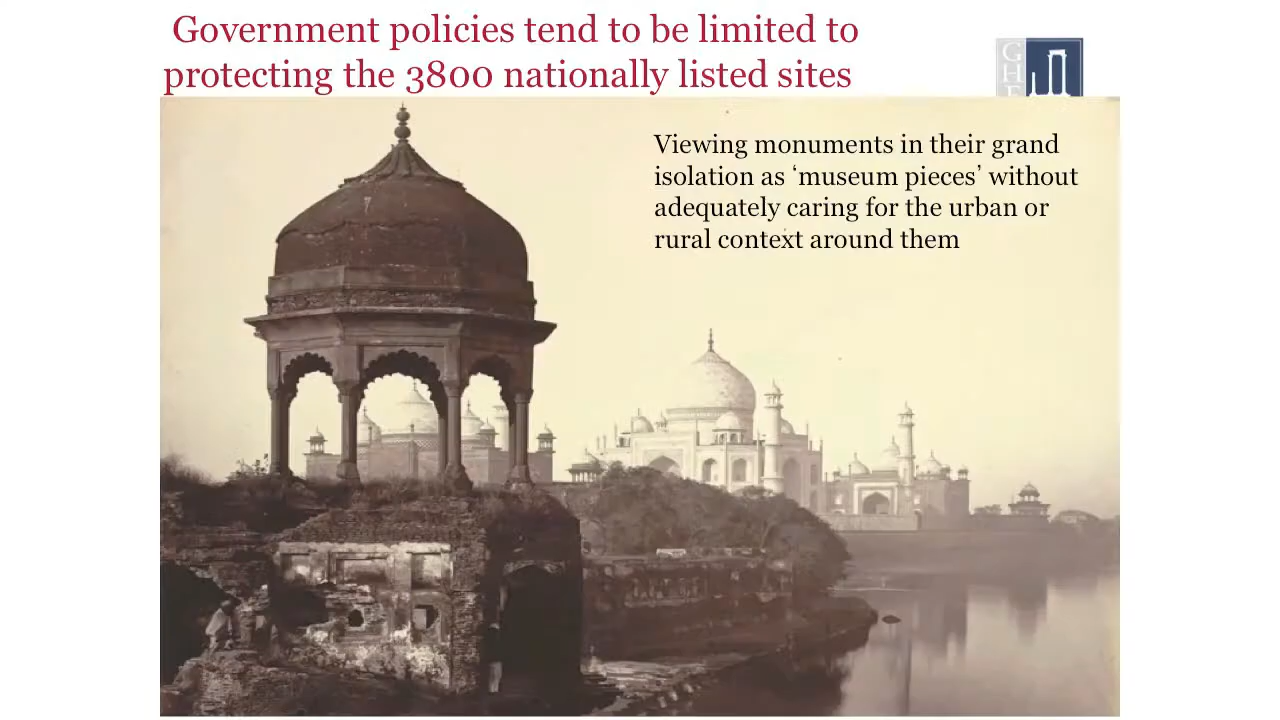 Government policies tend to be limited to
protecting the 3800 nationally listed sites
GHF
Viewing monuments in their grand
isolation as ‘museum pieces’ without
adequately caring for the urban or
rural context around them